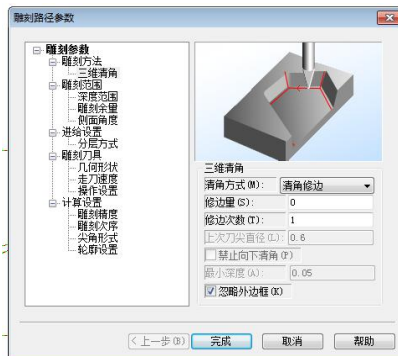 雕刻路径参数
雕刻参数
雕刻方法
三维清角
雕刻范围
深度范围
雕刻余量
侧面角度
进给设置
分层方式
雕刻刀具
几何形状
走刀速度
操作设置
计算设置
雕刻精度
雕刻次序
尖角形式
轮廓设置
三维清角
清角方式(M): 清角修边
修边量(S): 0
修边次数(T): 1
上次刀尖直径(L): 0.6
禁止向下清角(P)
最小深度(A): 0.05
忽略外边框(K)
<上一步(B) 完成 取消 帮助